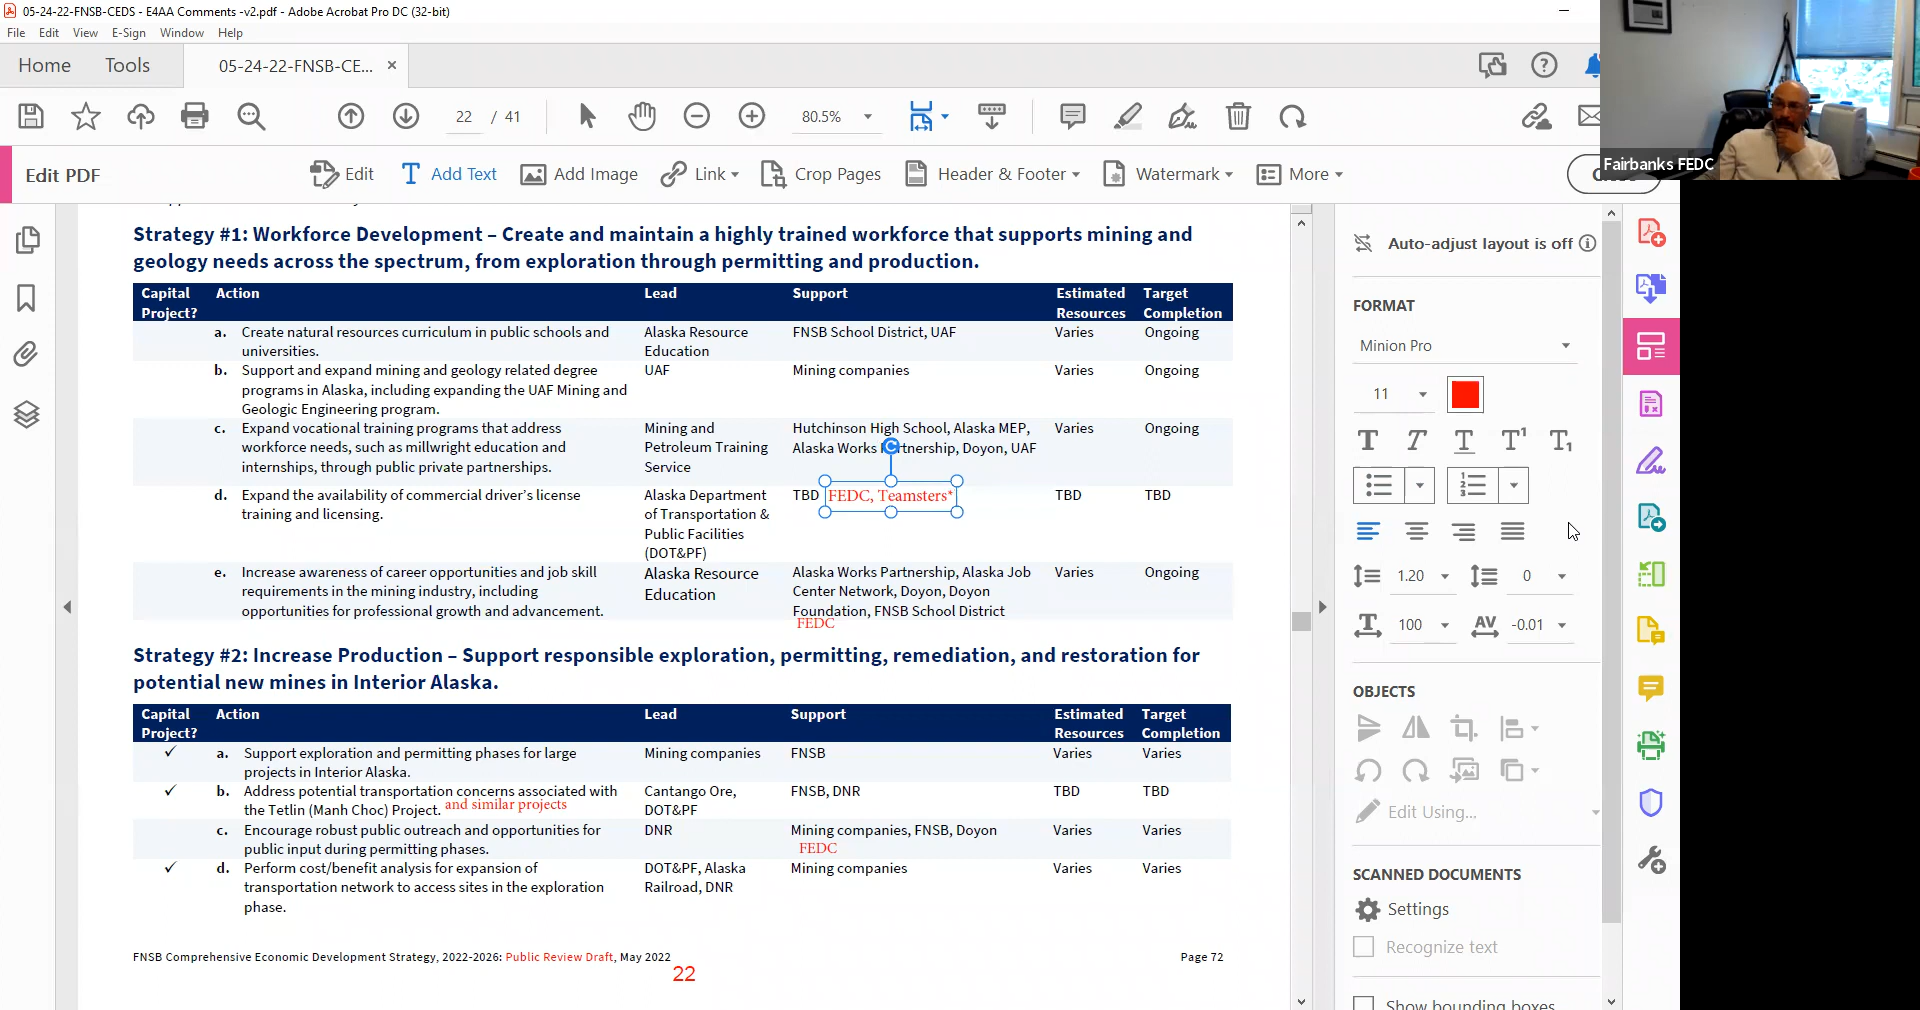 05-24-22-FNSB-CEDS - E4AA Comments -v2.pdf - Adobe Acrobat Pro DC (32-bit)
File Edit View E-Sign Window Help
Home Tools 05-24-22-FNSB-CE...
22 / 41 80.5%
Edit PDF Edit Add Text Add Image Link Crop Pages Header & Footer Watermark More
Fairbanks FEDC
Strategy #1: Workforce Development – Create and maintain a highly trained workforce that supports mining and
geology needs across the spectrum, from exploration through permitting and production.
Capital Project? Action Lead Support Estimated Resources Target Completion
a. Create natural resources curriculum in public schools and universities. Alaska Resource Education FNSB School District, UAF Varies Ongoing
b. Support and expand mining and geology related degree programs in Alaska, including expanding the UAF Mining and Geologic Engineering program. UAF Mining companies Varies Ongoing
c. Expand vocational training programs that address workforce needs, such as millwright education and internships, through public private partnerships. Mining and Petroleum Training Service Hutchinson High School, Alaska MEP, Alaska Works Doyon, UAF Varies Ongoing
d. Expand the availability of commercial driver's license training and licensing. Alaska Department of Transportation & Public Facilities (DOT&PF) TBD FEDC, Teamsters* TBD TBD
e. Increase awareness of career opportunities and job skill requirements in the mining industry, including opportunities for professional growth and advancement. Alaska Resource Education Alaska Works Partnership, Alaska Job Center Network, Doyon, Doyon Foundation, FNSB School District FEDC Varies Ongoing
Strategy #2: Increase Production – Support responsible exploration, permitting, remediation, and restoration for
potential new mines in Interior Alaska.
Capital Project? Action Lead Support Estimated Resources Target Completion
✓ a. Support exploration and permitting phases for large projects in Interior Alaska. Mining companies FNSB Varies Varies
✓ b. Address potential transportation concerns associated with the Tetlin (Manh Choc) Project. and similar projects Cantango Ore, DOT&PF FNSB, DNR TBD TBD
c. Encourage robust public outreach and opportunities for public input during permitting phases. DNR Mining companies, FNSB, Doyon FEDC Varies Varies
✓ d. Perform cost/benefit analysis for expansion of transportation network to access sites in the exploration phase. DOT&PF, Alaska Railroad, DNR Mining companies Varies Varies
FNSB Comprehensive Economic Development Strategy, 2022-2026: Public Review Draft, May 2022 Page 72
22
Auto-adjust layout is off
FORMAT
Minion Pro
11
1.20 0
100 -0.01
OBJECTS
Edit Using...
SCANNED DOCUMENTS
Settings
Recognize text
Show bounding boxes